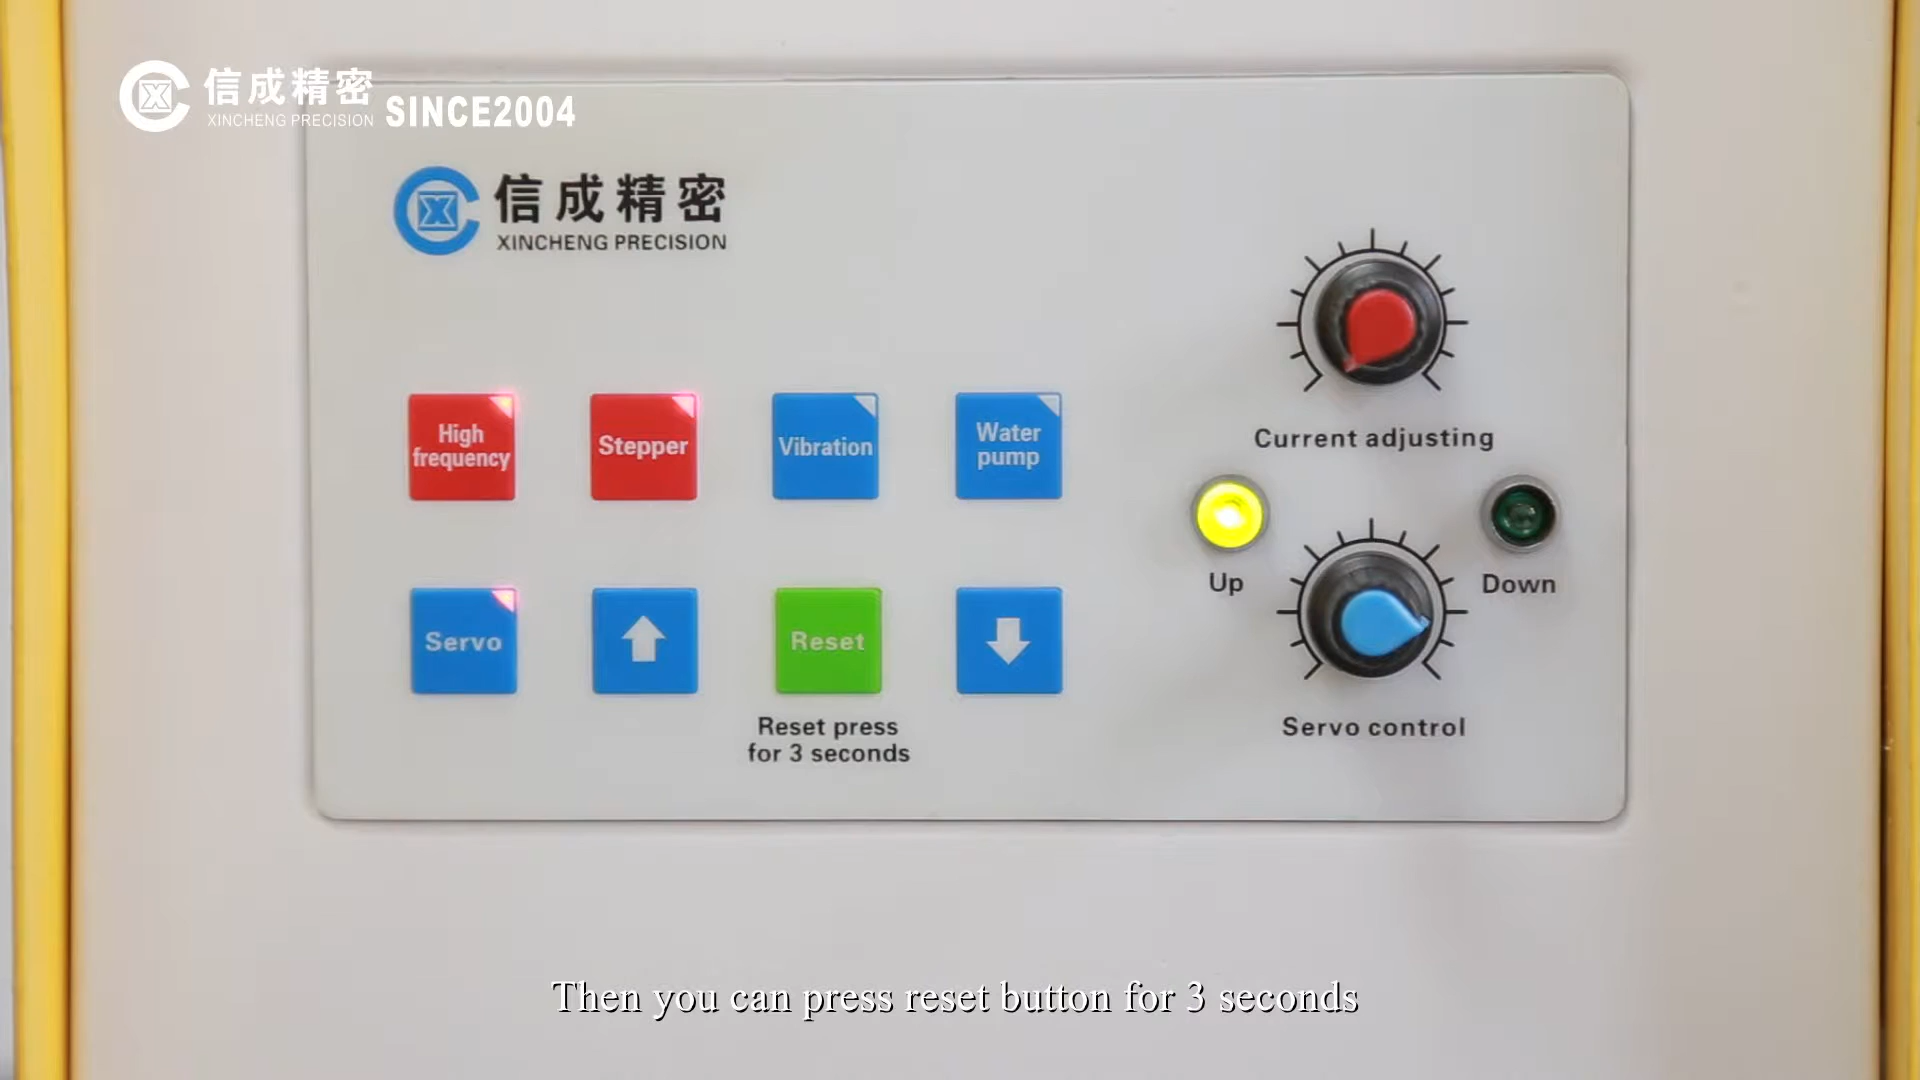 信成精密
XINCHENG PRECISION
SINCE2004
信成精密
XINCHENG PRECISION
High
frequency
Stepper
Vibration
Water
pump
Current adjusting
Up
Down
Servo
Reset
Reset press
for 3 seconds
Servo control
Then you can press reset button for 3 seconds